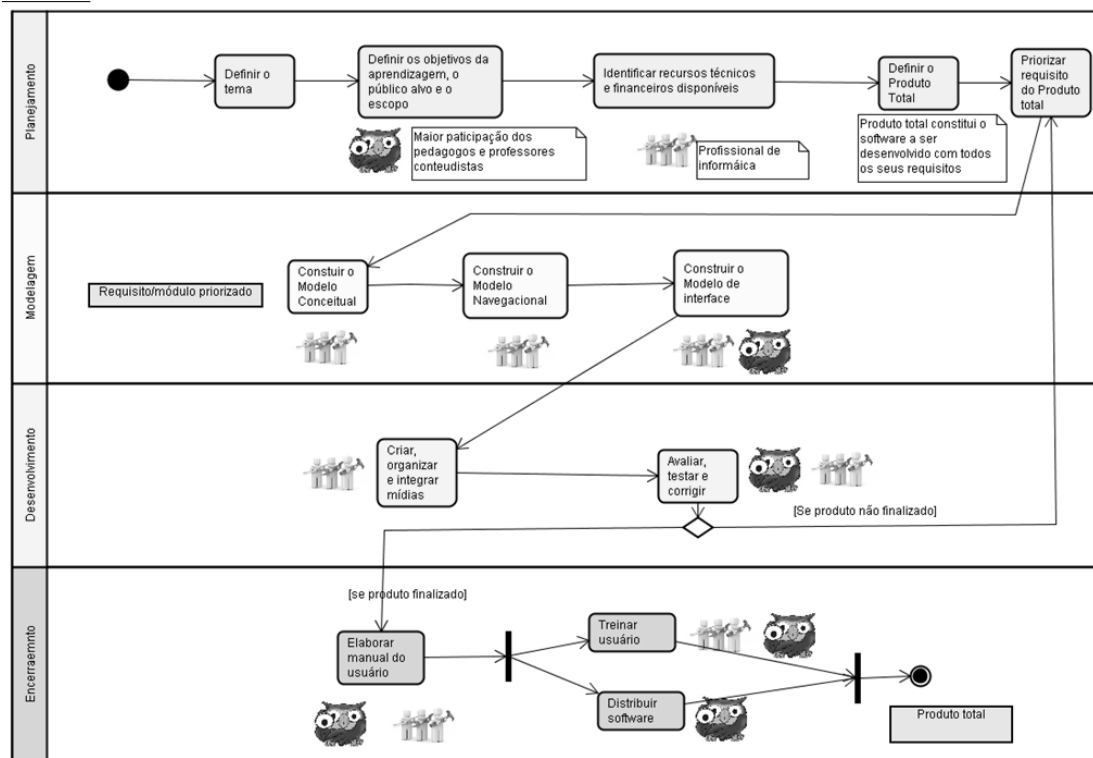 Planejamento
Definir o
tema
Definir os objetivos da
aprendizagem, o
público alvo e o
escopo
Identificar recursos técnicos
e financeiros disponíveis
Definir o
Produto
Total
Priorizar
requisito
do Produto
total
Maior paticipação dos
pedagogos e professores
conteudistas
Profissional de
informáica
Produto total constitui o
software a ser
desenvolvido com todos
os seus requisitos
Modelagem
Requisito/módulo priorizado
Constuir o
Modelo
Conceitual
Construir o
Modelo
Navegacional
Construir o
Modelo de
interface
Desenvolvimento
Criar,
organizar
e integrar
mídias
Avaliar,
testar e
corrigir
[Se produto não finalizado]
Encerraemnto
[se produto finalizado]
Elaborar
manual do
usuário
Treinar
usuário
Distribuir
software
Produto total